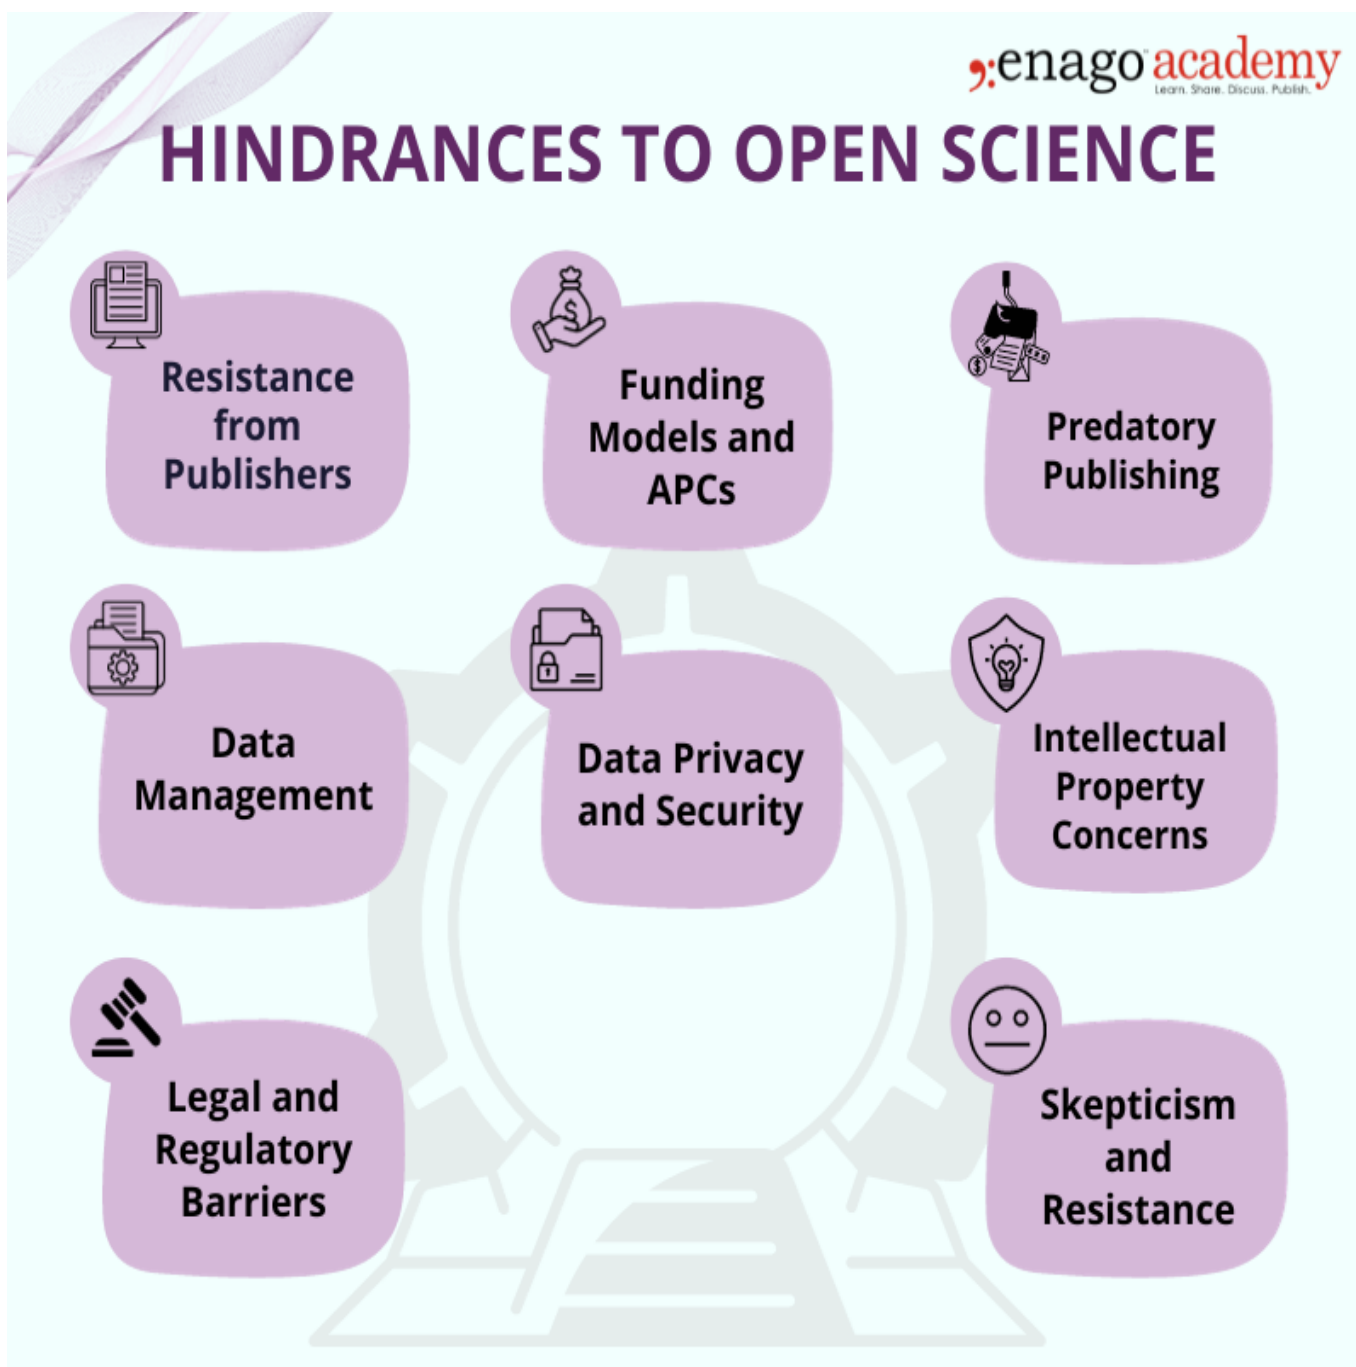 enago academy
Learn. Share. Discuss. Publish.
HINDRANCES TO OPEN SCIENCE
Resistance
from
Publishers
Funding
Models and
APCs
Predatory
Publishing
Data
Management
Data Privacy
and Security
Intellectual
Property
Concerns
Legal and
Regulatory
Barriers
Skepticism
and
Resistance